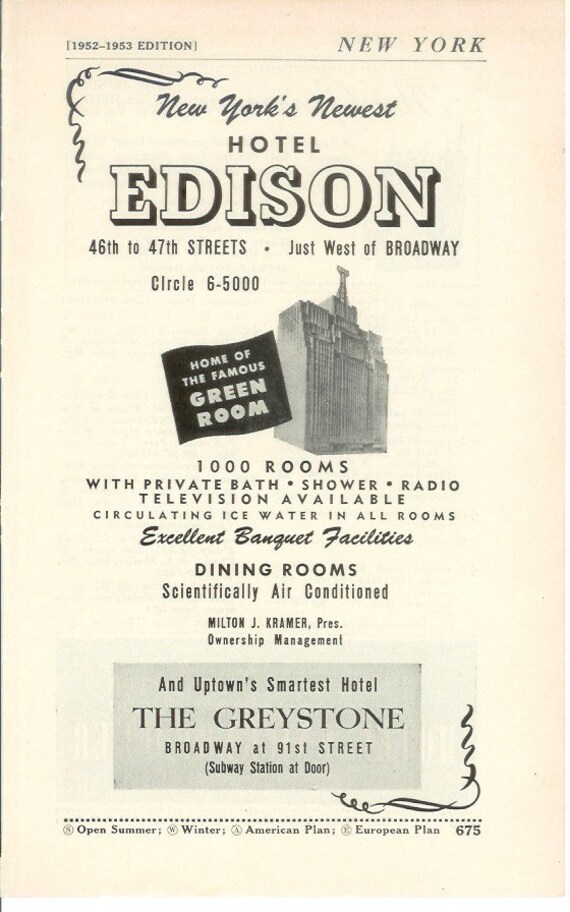 [1952–1953 EDITION]
NEW YORK
New York's Newest
HOTEL
EDISON
46th to 47th STREETS • Just West of BROADWAY
CIrcle 6-5000
HOME OF
THE FAMOUS
GREEN
ROOM
1000 ROOMS
WITH PRIVATE BATH • SHOWER • RADIO
TELEVISION AVAILABLE
CIRCULATING ICE WATER IN ALL ROOMS
Excellent Banquet Facilities
DINING ROOMS
Scientifically Air Conditioned
MILTON J. KRAMER, Pres.
Ownership Management
And Uptown's Smartest Hotel
THE GREYSTONE
BROADWAY at 91st STREET
(Subway Station at Door)
Ⓢ Open Summer; Ⓦ Winter; Ⓐ American Plan; Ⓔ European Plan 675